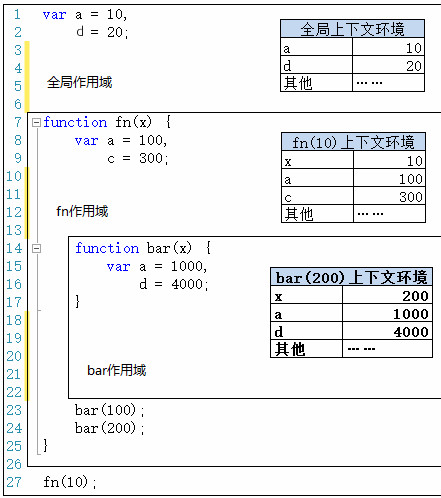 1 var a = 10,
2 d = 20;
全局上下文环境
a 10
3
d 20
4
其他 ……
5 全局作用域
6
7 function fn(x) {
8 var a = 100,
fn(10)上下文环境
9 c = 300;
x 10
10
a 100
11
c 300
12 fn作用域
其他 ……
13
14 function bar(x) {
15 var a = 1000,
bar(200)上下文环境
16 d = 4000;
x 200
17 }
a 1000
18
d 4000
19
其他 ……
20
21 bar作用域
22
23 bar(100);
24 bar(200);
25 }
26
27 fn(10);